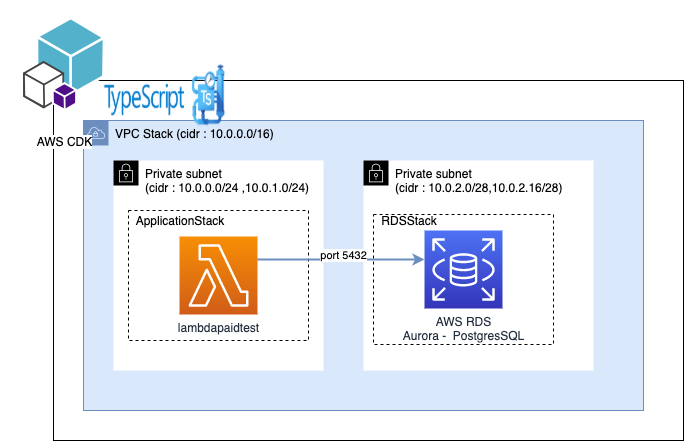 TypeScript
TS
AWS CDK
VPC Stack (cidr : 10.0.0.0/16)
Private subnet
(cidr : 10.0.0.0/24 ,10.0.1.0/24)
ApplicationStack
lambdapaidtest
port 5432
Private subnet
(cidr : 10.0.2.0/28,10.0.2.16/28)
RDSStack
AWS RDS
Aurora - PostgresSQL